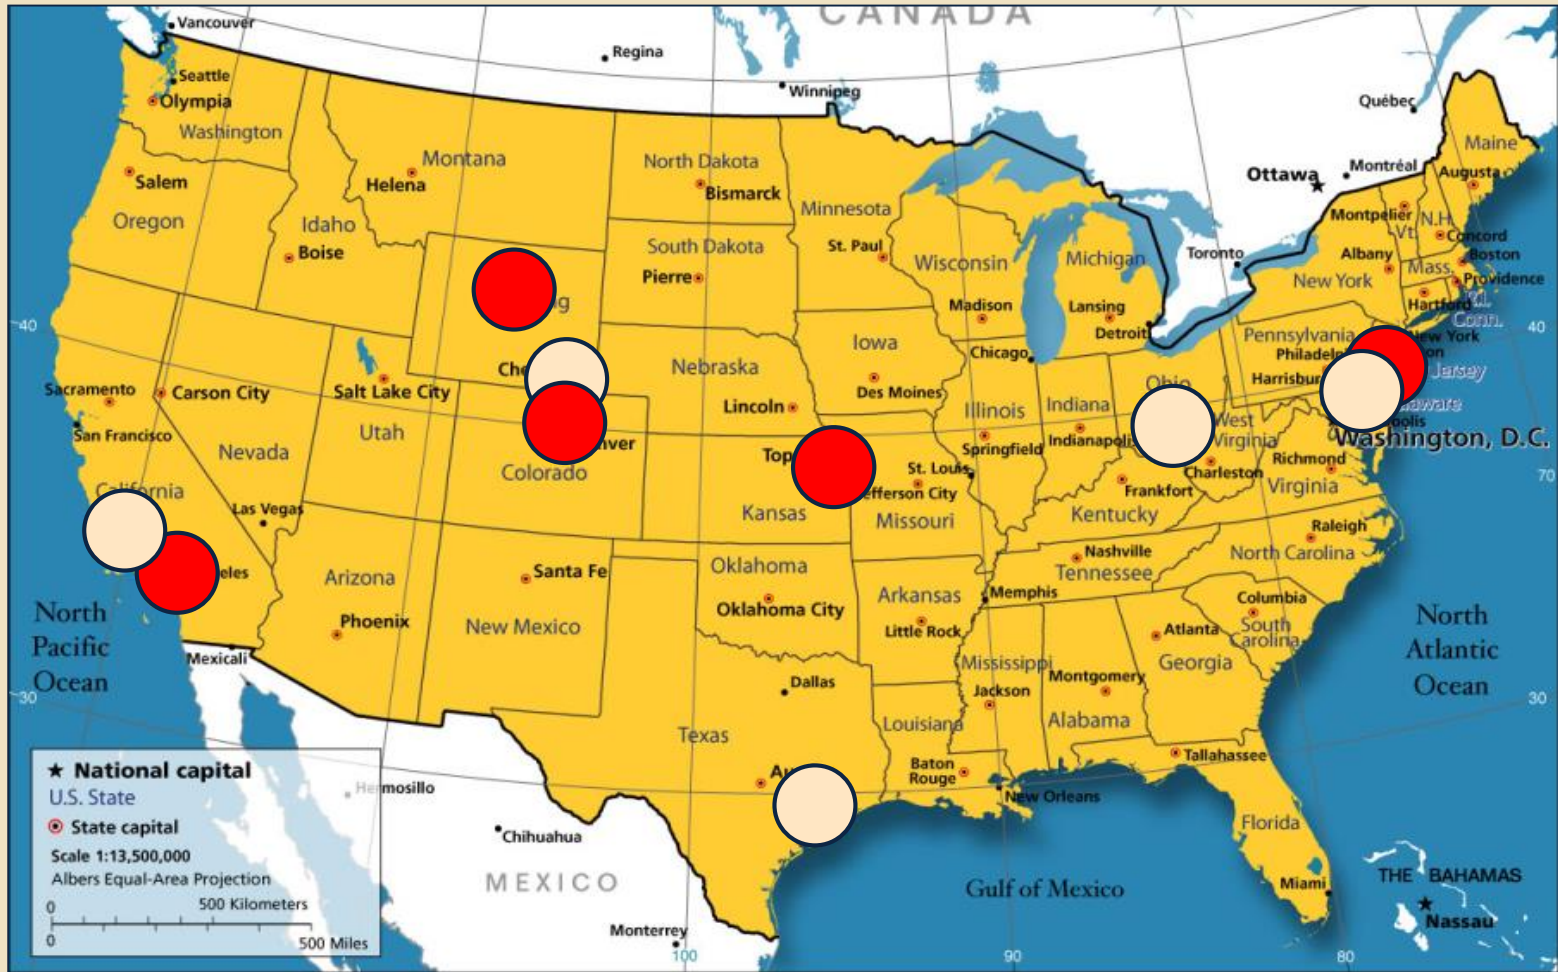 CANADA
Vancouver
Regina
Winnipeg
Seattle
Olympia
Washington
Québec
Maine
Montana
North Dakota
Ottawa
Montréal
Augusta
Salem
Helena
Bismarck
Minnesota
Montpelier
N.H.
Oregon
Idaho
Vt.
Concord
Boise
South Dakota
St. Paul
Wisconsin
Michigan
Toronto
Albany
Boston
Pierre
New York
Mass.
Providence
Madison
Lansing
Hartford
R.I.
Conn.
40
Detroit
40
Pennsylvania
New York
Iowa
Chicago
Nebraska
Jersey
Sacramento
Carson City
Salt Lake City
Des Moines
Ohio
Lincoln
Illinois
Indiana
San Francisco
Utah
Nevada
Springfield
West
Virginia
Washington, D.C.
Colorado
St. Louis
Charleston
Richmond
70
California
Las Vegas
Kansas
Missouri
Frankfort
Kentucky
Virginia
Raleigh
North Carolina
Nashville
Tennessee
Arizona
Santa Fe
Oklahoma
Oklahoma City
Arkansas
Memphis
Little Rock
Columbia
South
Carolina
North
Pacific
Ocean
Phoenix
New Mexico
Atlanta
Georgia
North
Atlantic
Ocean
Mexicali
Mississippi
Jackson
Montgomery
Dallas
30
30
Texas
Louisiana
Alabama
Baton
Rouge
Tallahassee
New Orleans
National capital
U.S. State
State capital
Scale 1:13,500,000
Albers Equal-Area Projection
0
500 Kilometers
0
500 Miles
Hermosillo
Chihuahua
MEXICO
Monterrey
Gulf of Mexico
Florida
Miami
THE BAHAMAS
Nassau
100
90
80